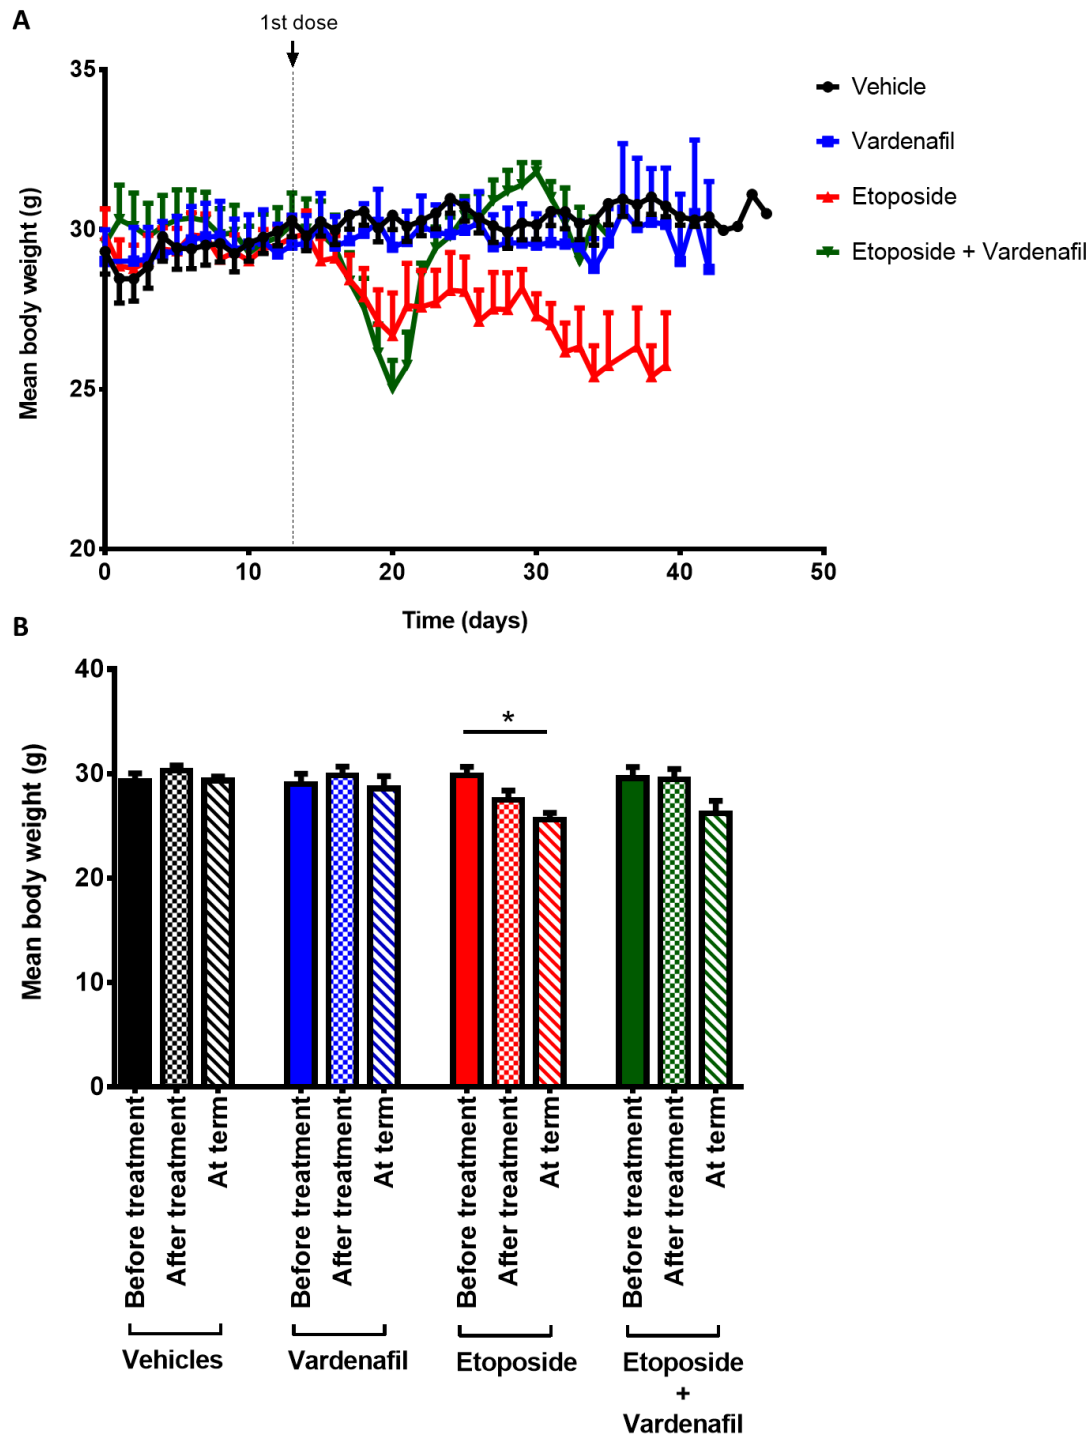 A
1st dose
35
30
25
20
Mean body weight (g)
0
10
20
30
40
50
Time (days)
Vehicle
Vardenafil
Etoposide
Etoposide + Vardenafil
B
40
30
20
10
0
Mean body weight (g)
*
Before treatment
After treatment
At term
Before treatment
After treatment
At term
Before treatment
After treatment
At term
Before treatment
After treatment
At term
Vehicles
Vardenafil
Etoposide
Etoposide
+
Vardenafil